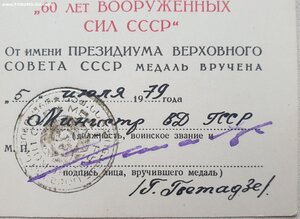 "60 ЛЕТ ВООРУЖЕННЫХ
СИЛ СССР"
От имени ПРЕЗИДИУМА ВЕРХОВНОГО
СОВЕТА СССР МЕДАЛЬ ВРУЧЕНА
"5" июля 1979 года
Министр ВД ГССР
(должность, воинское звание и
М. П.
подпись лица, вручившего медаль)
/Г. Гветадзе/